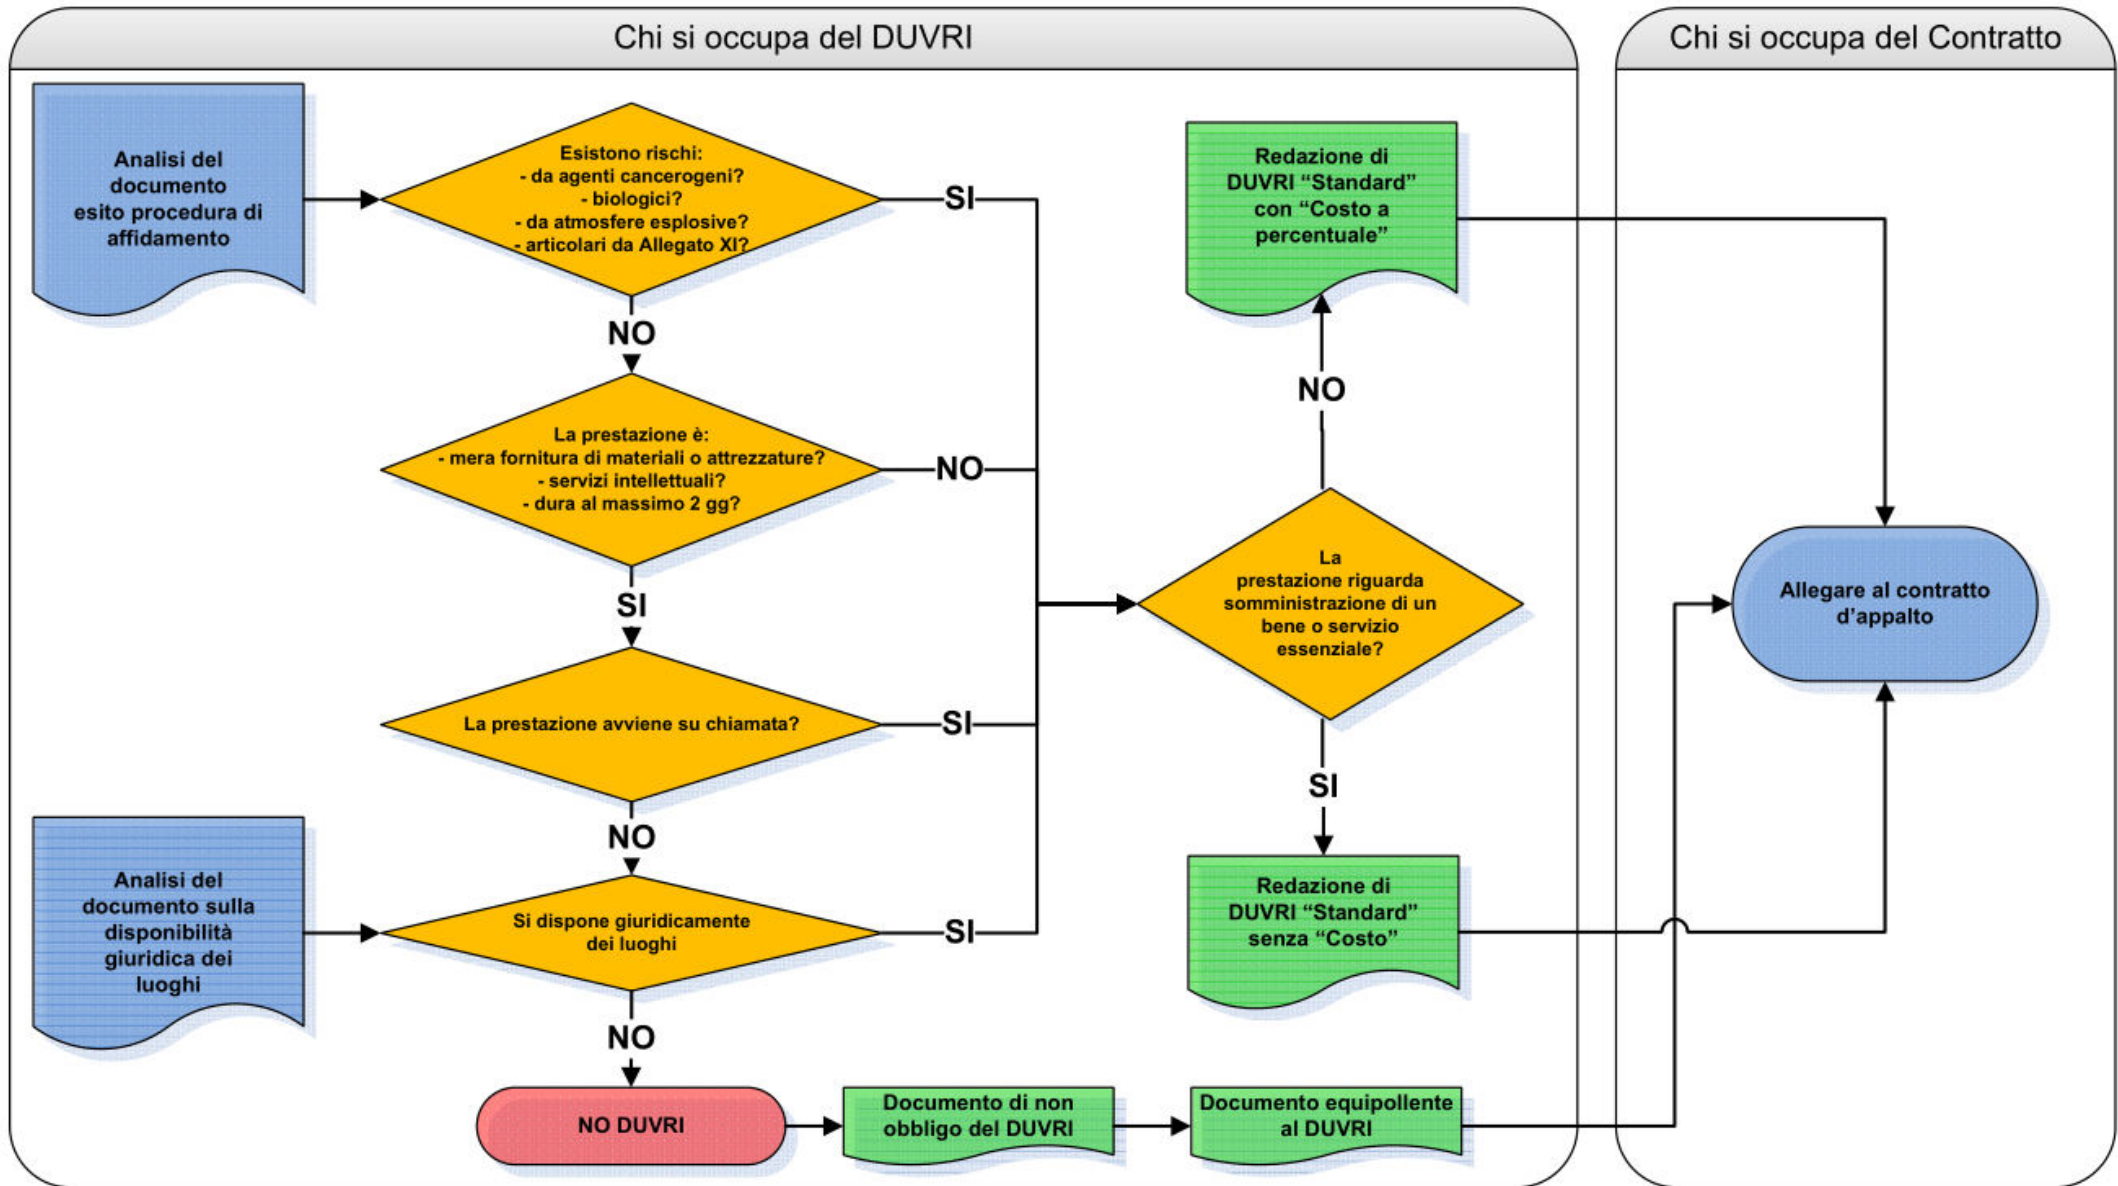 Chi si occupa del DUVRI
Chi si occupa del Contratto
Analisi del
documento
esito procedura di
affidamento
Esistono rischi:
- da agenti cancerogeni?
- biologici?
- da atmosfere esplosive?
- articolari da Allegato XI?
SI
NO
La prestazione è:
- mera fornitura di materiali o attrezzature?
- servizi intellettuali?
- dura al massimo 2 gg?
NO
SI
La prestazione avviene su chiamata?
SI
NO
Analisi del
documento sulla
disponibilità
giuridica dei
luoghi
Si dispone giuridicamente
dei luoghi
SI
NO
NO DUVRI
Documento di non
obbligo del DUVRI
Documento equipollente
al DUVRI
Redazione di
DUVRI “Standard”
con “Costo a
percentuale”
NO
La
prestazione riguarda
somministrazione di un
bene o servizio
essenziale?
SI
Redazione di
DUVRI “Standard”
senza “Costo”
Allegare al contratto
d’appalto